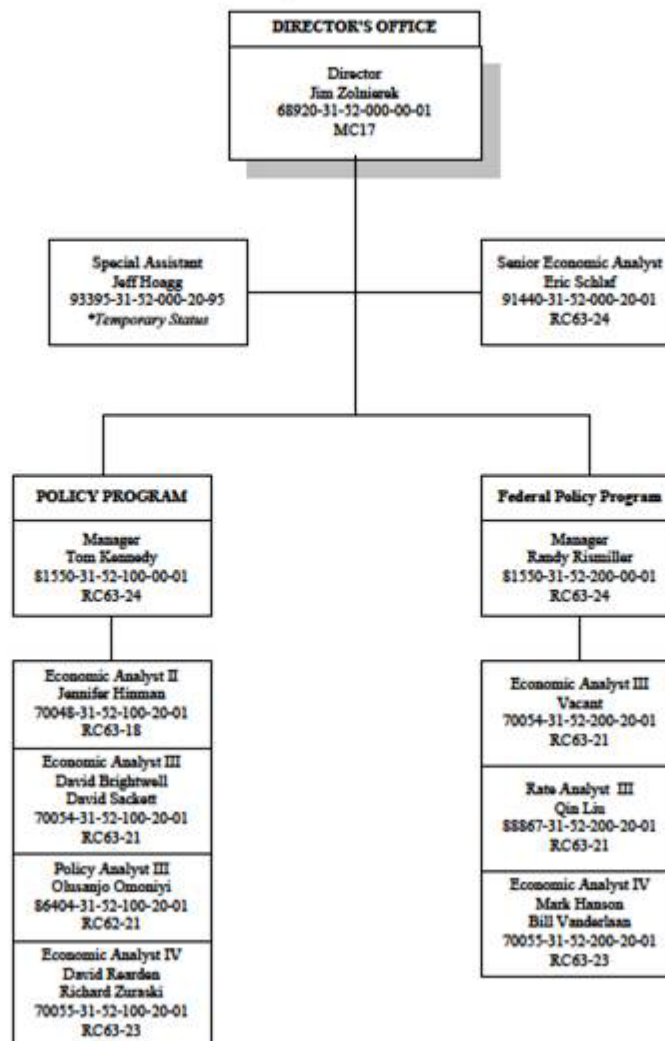 DIRECTOR'S OFFICE
Director
Jim Zolnierek
68920-31-52-000-00-01
MC17
Special Assistant
Jeff Hoagg
93395-31-52-000-20-95
*Temporary Status
Senior Economic Analyst
Eric Schlaf
91440-31-52-000-20-01
RC63-24
POLICY PROGRAM
Manager
Tom Kennedy
81550-31-52-100-00-01
RC63-24
Economic Analyst II
Jennifer Hinman
70048-31-52-100-20-01
RC63-18
Economic Analyst III
David Brightwell
David Sackett
70054-31-52-100-20-01
RC63-21
Policy Analyst III
Olusanjo Omoniyi
86404-31-52-100-20-01
RC62-21
Economic Analyst IV
David Rearden
Richard Zuraski
70055-31-52-100-20-01
RC63-23
Federal Policy Program
Manager
Randy Rismiller
81550-31-52-200-00-01
RC63-24
Economic Analyst III
Vacant
70054-31-52-200-20-01
RC63-21
Rate Analyst III
Qin Liu
88867-31-52-200-20-01
RC63-21
Economic Analyst IV
Mark Hanson
Bill Vanderlaan
70055-31-52-200-20-01
RC63-23